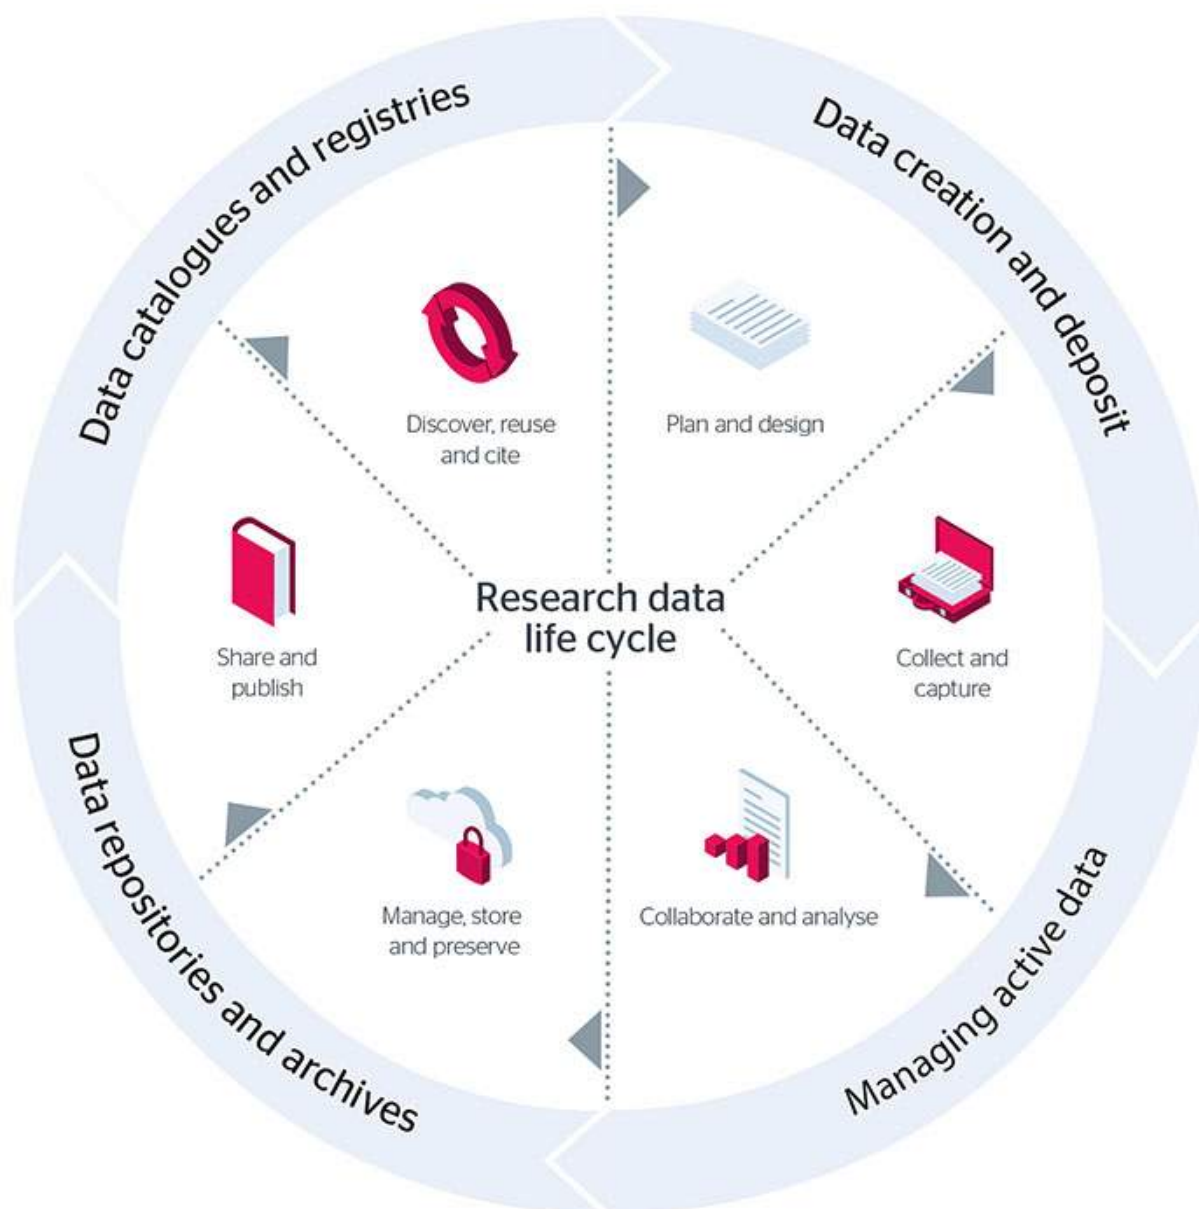 Data catalogues and registries
Data creation and deposit
Discover, reuse
and cite
Plan and design
Research data
life cycle
Share and
publish
Collect and
capture
Manage, store
and preserve
Collaborate and analyse
Data repositories and archives
Managing active data